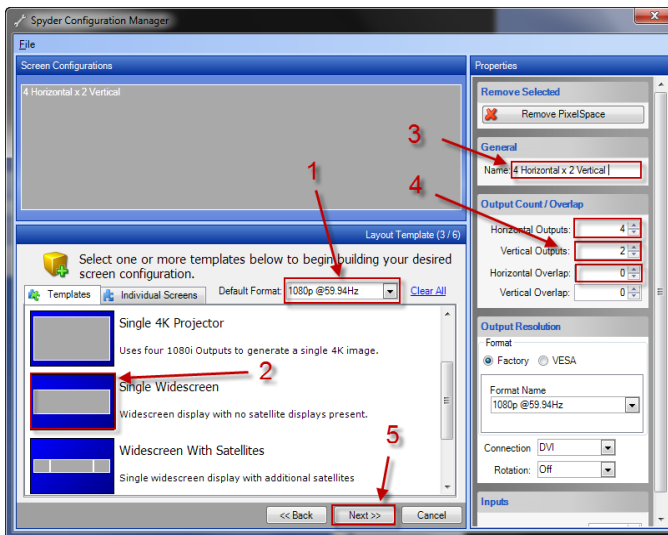 Spyder Configuration Manager
File
Screen Configurations
4 Horizontal x 2 Vertical
Layout Template (3 / 6)
Select one or more templates below to begin building your desired
screen configuration.
Templates
Individual Screens
Default Format:
1080p @59.94Hz
Clear All
Single 4K Projector
Uses four 1080i Outputs to generate a single 4K image.
Single Widescreen
Widescreen display with no satellite displays present.
Widescreen With Satellites
Single widescreen display with additional satellites
<< Back
Next >>
Cancel
Properties
Remove Selected
Remove PixelSpace
General
Name: 4 Horizontal x 2 Vertical
Output Count / Overlap
Horizontal Outputs: 4
Vertical Outputs: 2
Horizontal Overlap: 0
Vertical Overlap: 0
Output Resolution
Format
Factory
VESA
Format Name
1080p @59.94Hz
Connection DVI
Rotation: Off
Inputs
1
2
3
4
5